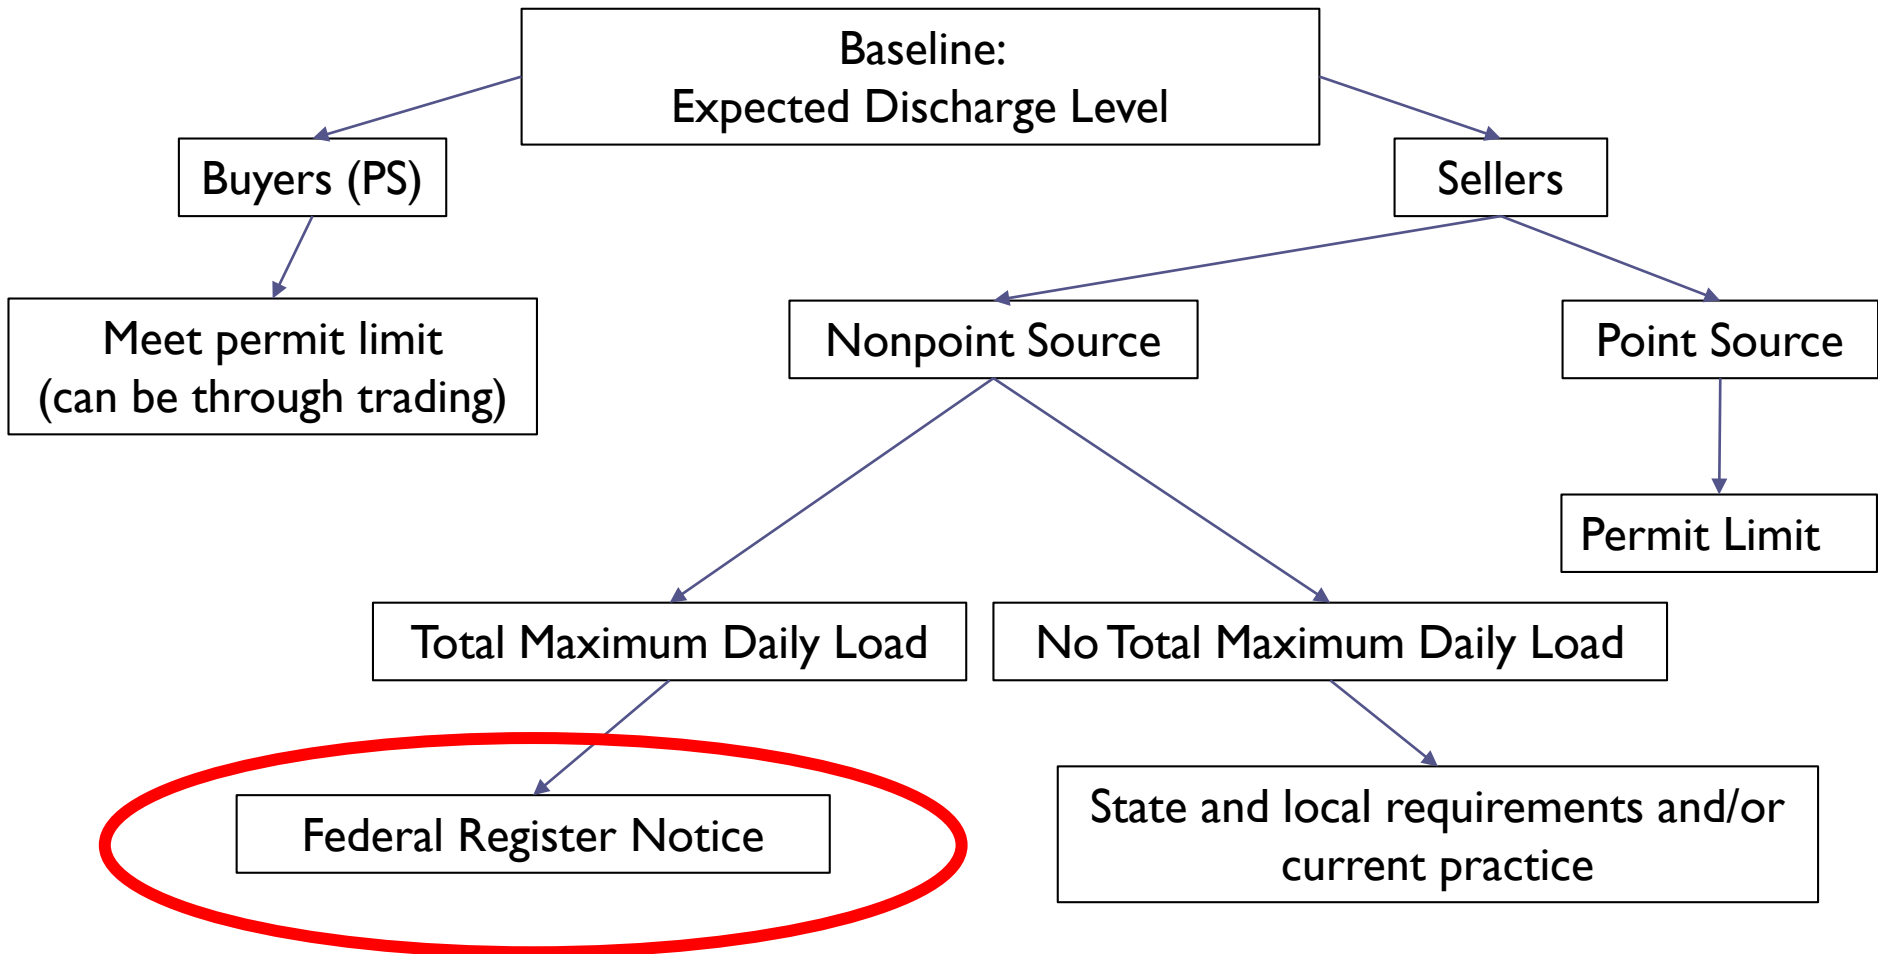 Baseline:
Expected Discharge Level
Buyers (PS)
Sellers
Meet permit limit
(can be through trading)
Nonpoint Source
Point Source
Permit Limit
Total Maximum Daily Load
No Total Maximum Daily Load
Federal Register Notice
State and local requirements and/or
current practice